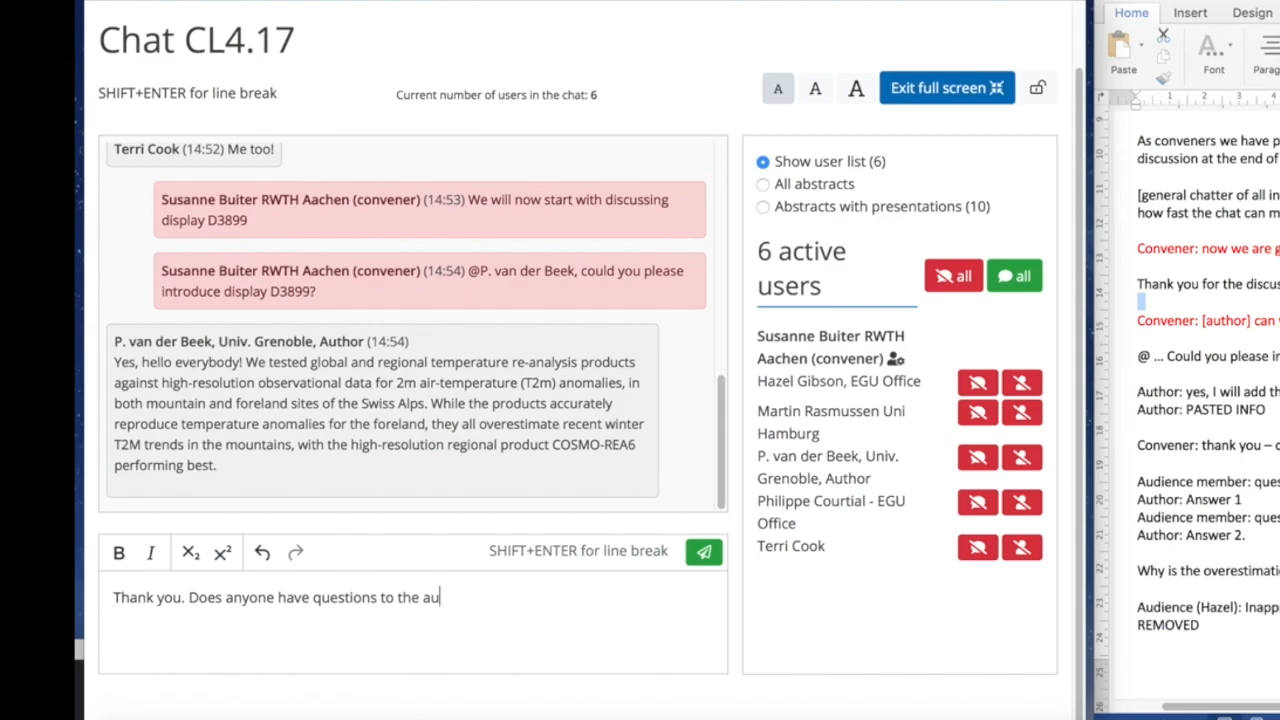 Chat CL4.17
SHIFT+ENTER for line break
Current number of users in the chat: 6
A A A
Exit full screen
Terri Cook (14:52) Me too!
Susanne Buiter RWTH Aachen (convener) (14:53) We will now start with discussing
display D3899
Susanne Buiter RWTH Aachen (convener) (14:54) @P. van der Beek, could you please
introduce display D3899?
P. van der Beek, Univ. Grenoble, Author (14:54)
Yes, hello everybody! We tested global and regional temperature re-analysis products
against high-resolution observational data for 2m air-temperature (T2m) anomalies, in
both mountain and foreland sites of the Swiss Alps. While the products accurately
reproduce temperature anomalies for the foreland, they all overestimate recent winter
T2M trends in the mountains, with the high-resolution regional product COSMO-REA6
performing best.
B I X₂ X²
SHIFT+ENTER for line break
Thank you. Does anyone have questions to the au
Show user list (6)
All abstracts
Abstracts with presentations (10)
6 active
users
all
all
Susanne Buiter RWTH
Aachen (convener)
Hazel Gibson, EGU Office
Martin Rasmussen Uni
Hamburg
P. van der Beek, Univ.
Grenoble, Author
Philippe Courtial - EGU
Office
Terri Cook
Home Insert Design
Paste
Font
Parag
1 2 3 4
As conveners we have p
discussion at the end of
[general chatter of all in
how fast the chat can m
Convener: now we are g
Thank you for the discus
Convener: [author] can
@ ... Could you please in
Author: yes, I will add th
Author: PASTED INFO
Convener: thank you – c
Audience member: ques
Author: Answer 1
Audience member: ques
Author: Answer 2.
Why is the overestimati
Audience (Hazel): Inapp
REMOVED